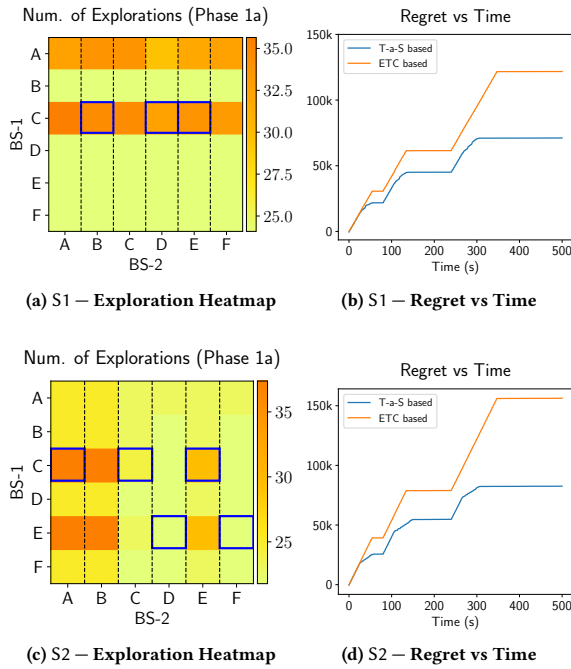 Num. of Explorations (Phase 1a)
A
B
C
D
E
F
BS-1
A B C D E F
BS-2
35.0
32.5
30.0
27.5
25.0
(a) S1 — Exploration Heatmap
Regret vs Time
T-a-S based
ETC based
150k
100k
50k
0
0 100 200 300 400 500
Time (s)
(b) S1 — Regret vs Time
Num. of Explorations (Phase 1a)
A
B
C
D
E
F
BS-1
A B C D E F
BS-2
35
30
25
(c) S2 — Exploration Heatmap
Regret vs Time
T-a-S based
ETC based
150k
100k
50k
0
0 100 200 300 400 500
Time (s)
(d) S2 — Regret vs Time